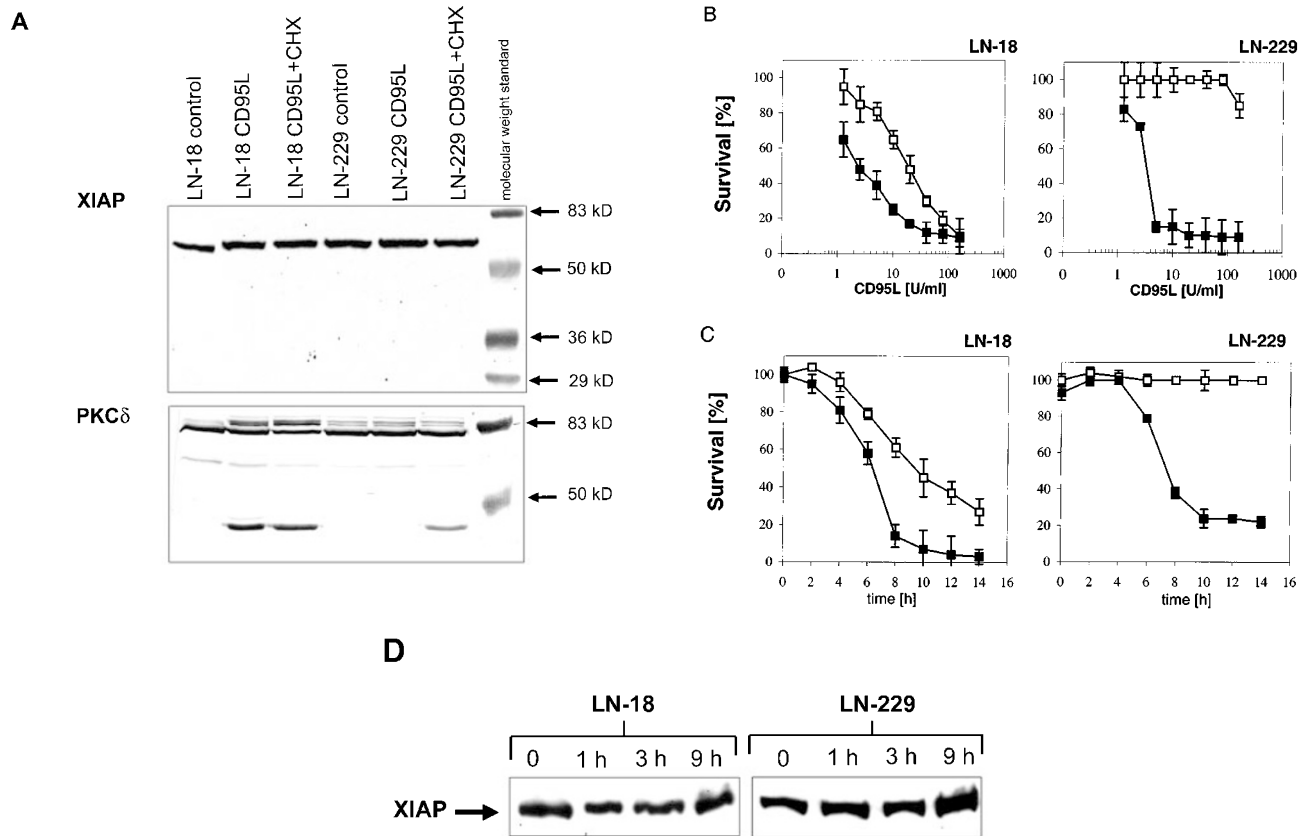 A
LN-18 control
LN-18 CD95L
LN-18 CD95L+CHX
LN-229 control
LN-229 CD95L
LN-229 CD95L+CHX
molecular weight standard
XIAP
83 kD
50 kD
36 kD
29 kD
PKCδ
83 kD
50 kD
B
LN-18
Survival [%]
100
80
60
40
20
0
0 1 10 100 1000
CD95L [U/ml]
LN-229
100
80
60
40
20
0
0 1 10 100 1000
CD95L [U/ml]
C
LN-18
Survival [%]
100
80
60
40
20
0
0 2 4 6 8 10 12 14 16
time [h]
LN-229
100
80
60
40
20
0
0 2 4 6 8 10 12 14 16
time [h]
D
LN-18 LN-229
0 1 h 3 h 9 h 0 1 h 3 h 9 h
XIAP